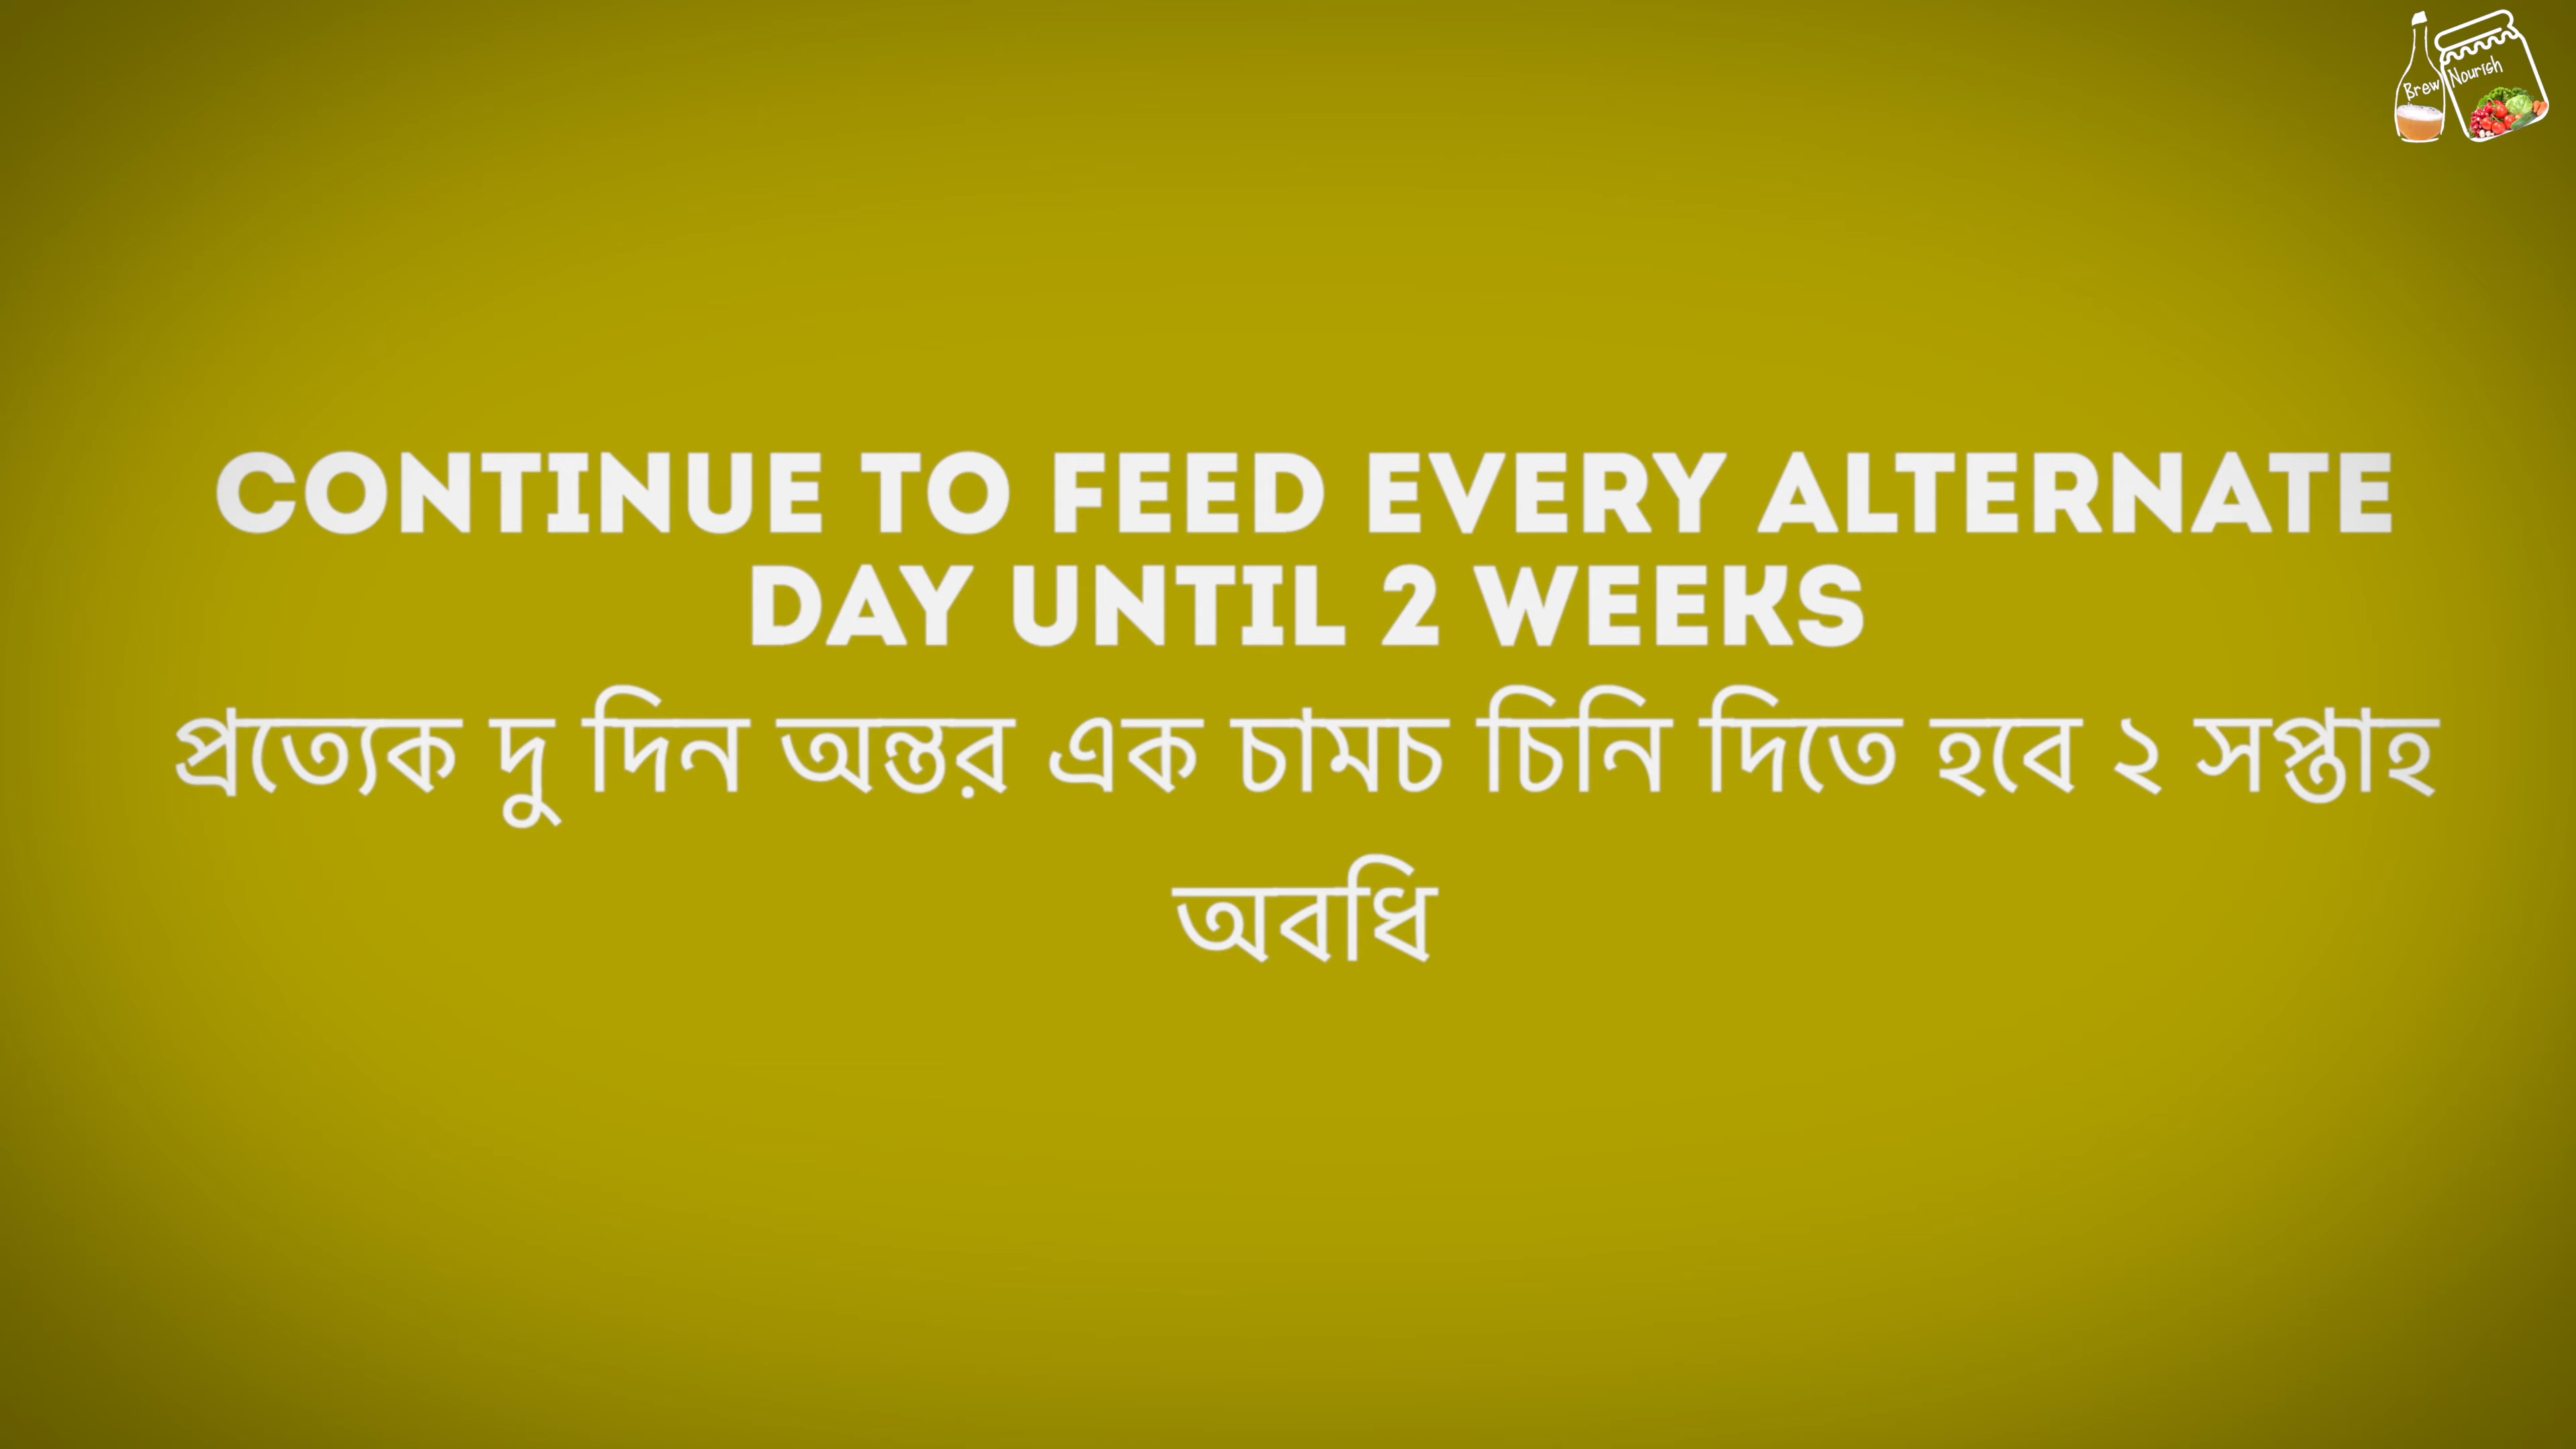 Brew Nourish
CONTINUE TO FEED EVERY ALTERNATE
DAY UNTIL 2 WEEKS
প্রত্যেক দু দিন অন্তর এক চামচ চিনি দিতে হবে ২ সপ্তাহ
অবধি